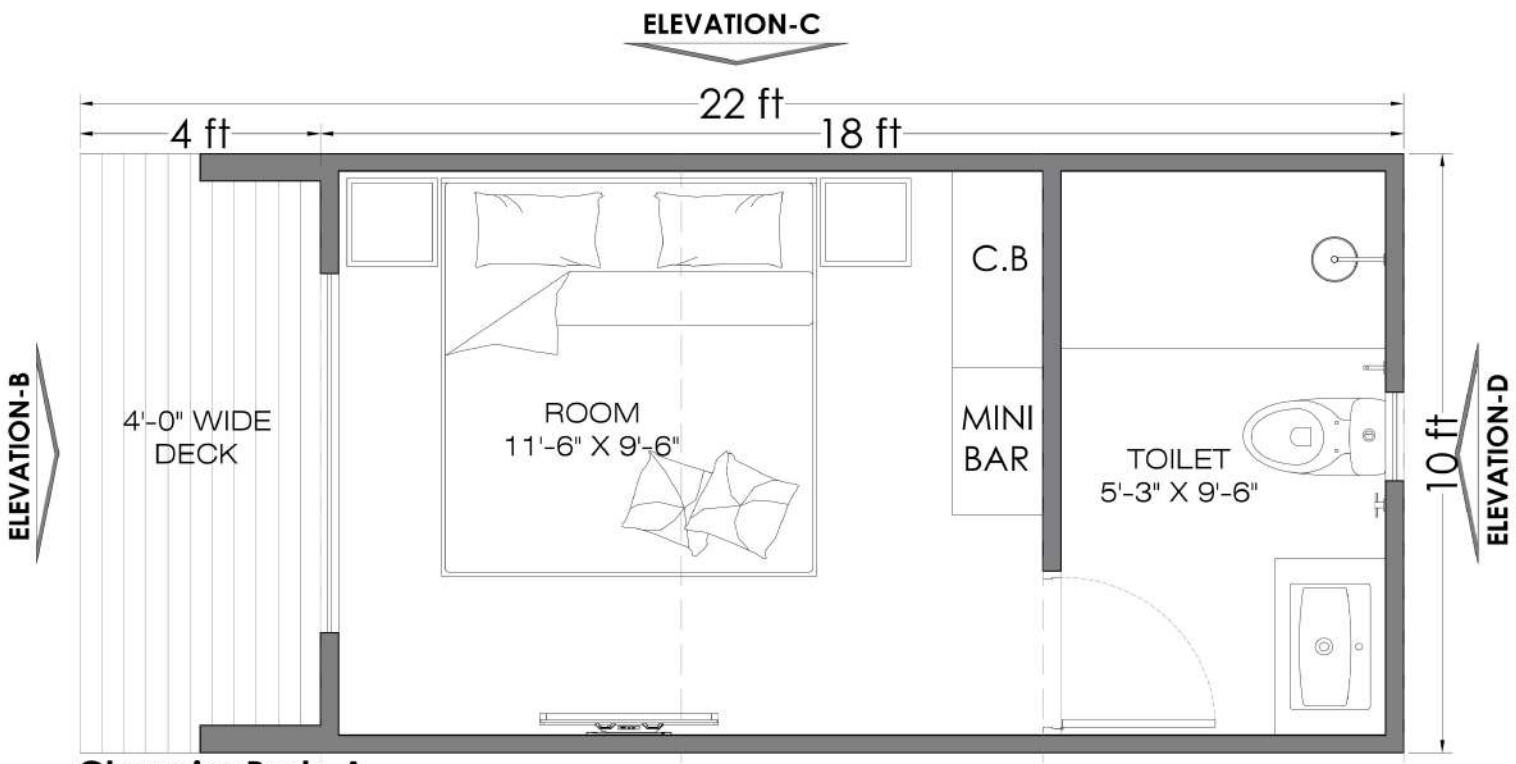 ELEVATION-C
22 ft
4 ft
18 ft
C.B
ELEVATION-B
4'-0" WIDE
DECK
ROOM
11'-6" X 9'-6"
MINI
BAR
TOILET
5'-3" X 9'-6"
10 ft
ELEVATION-D